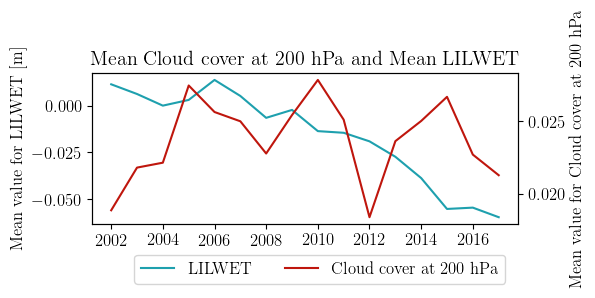 Mean Cloud cover at 200 hPa and Mean LILWET
Mean value for LILWET [m]
0.000
−0.025
−0.050
0.025
0.020
Mean value for Cloud cover at 200 hPa
2002 2004 2006 2008 2010 2012 2014 2016
LILWET Cloud cover at 200 hPa